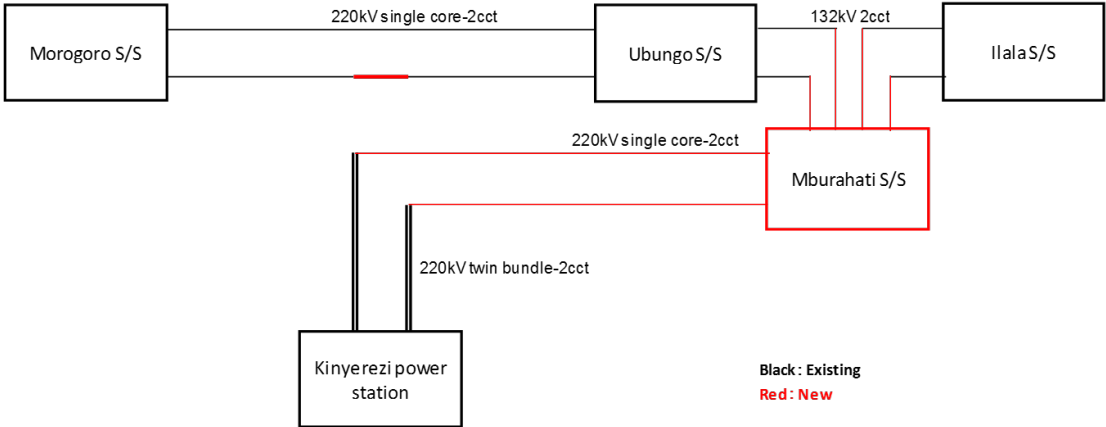 220kV single core-2cct
132kV 2cct
Morogoro S/S
Ubungo S/S
Ilala S/S
220kV single core-2cct
Mburahati S/S
220kV twin bundle-2cct
Kinyerezi power
station
Black : Existing
Red : New